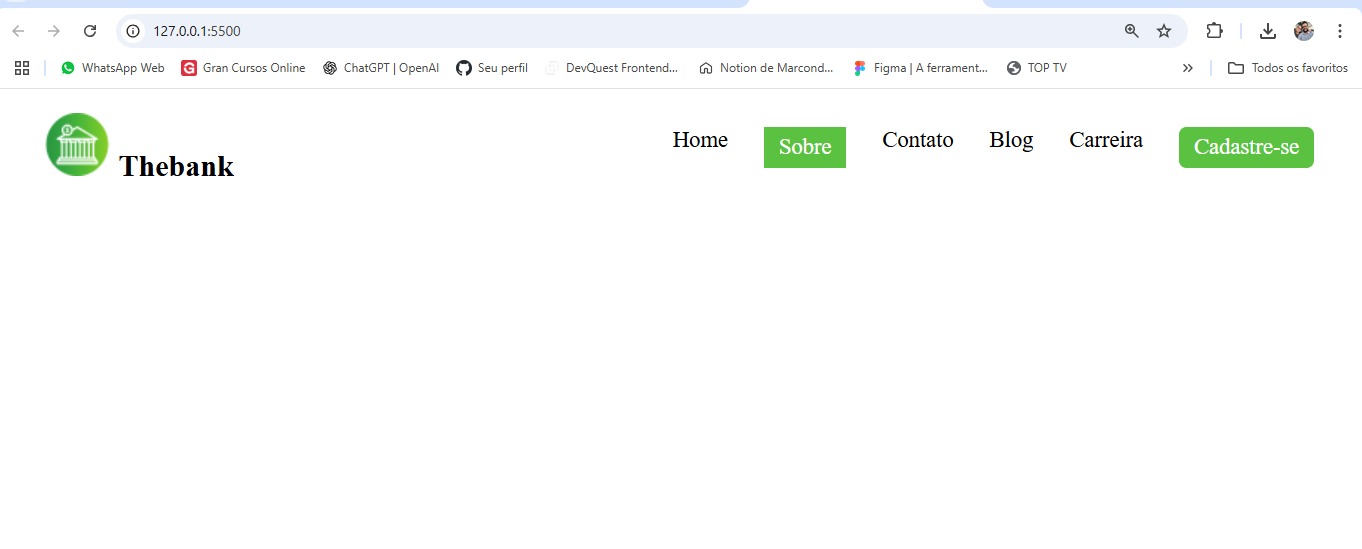 127.0.0.1:5500
WhatsApp Web Gran Cursos Online ChatGPT | OpenAI Seu perfil DevQuest Frontend... Notion de Marcond... Figma | A ferrament... TOP TV » Todos os favoritos
Thebank Home Sobre Contato Blog Carreira Cadastre-se